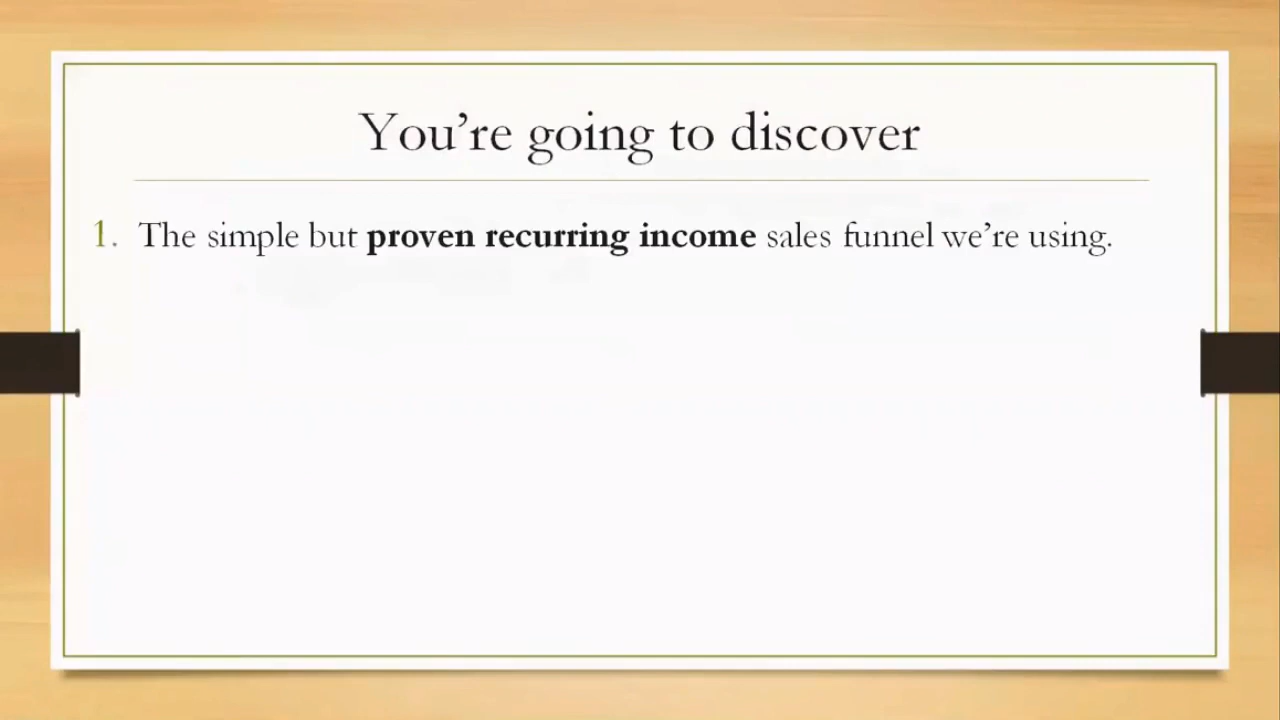 You’re going to discover
1. The simple but proven recurring income sales funnel we’re using.